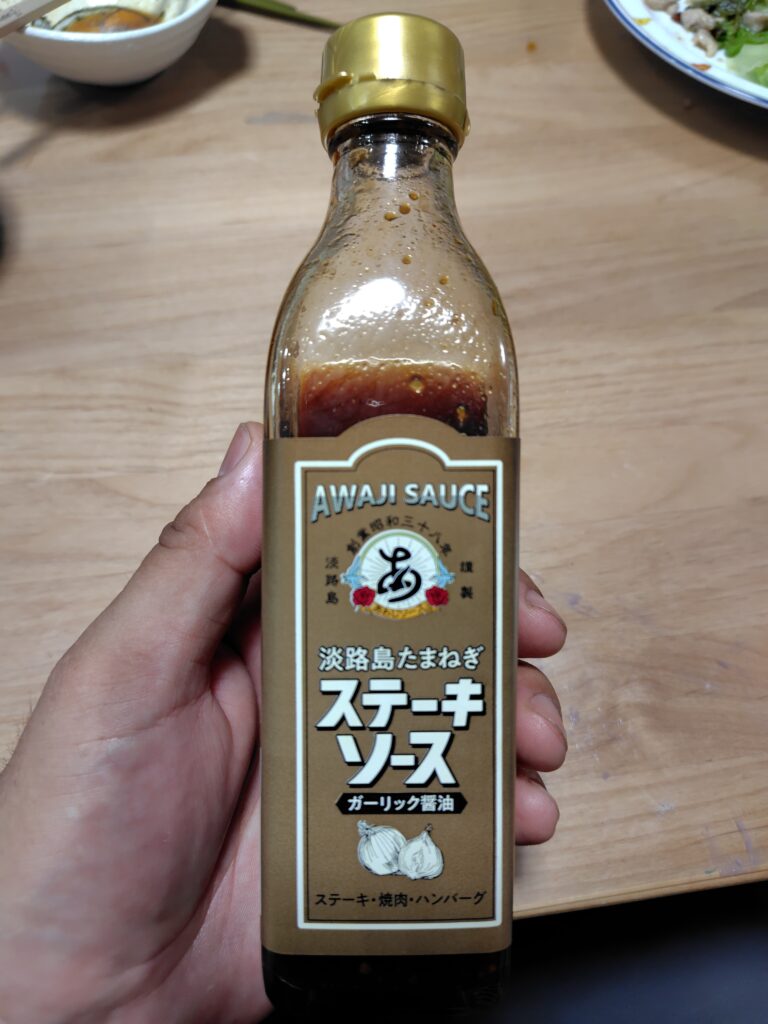 AWAJI SAUCE
創業昭和三十八年
淡路島
謹製
あ
淡路島たまねぎ
ステーキ
ソース
ガーリック醤油
ステーキ・焼肉・ハンバーグ